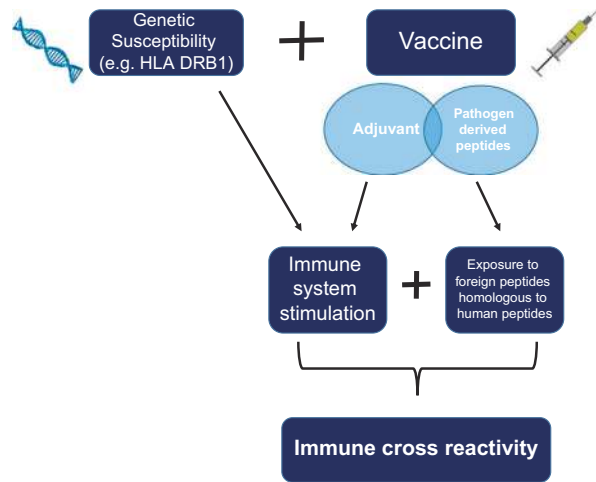 Genetic
Susceptibility
(e.g. HLA DRB1)
+
Vaccine
Adjuvant
Pathogen
derived
peptides
Immune
system
stimulation
+
Exposure to
foreign peptides
homologous to
human peptides
Immune cross reactivity